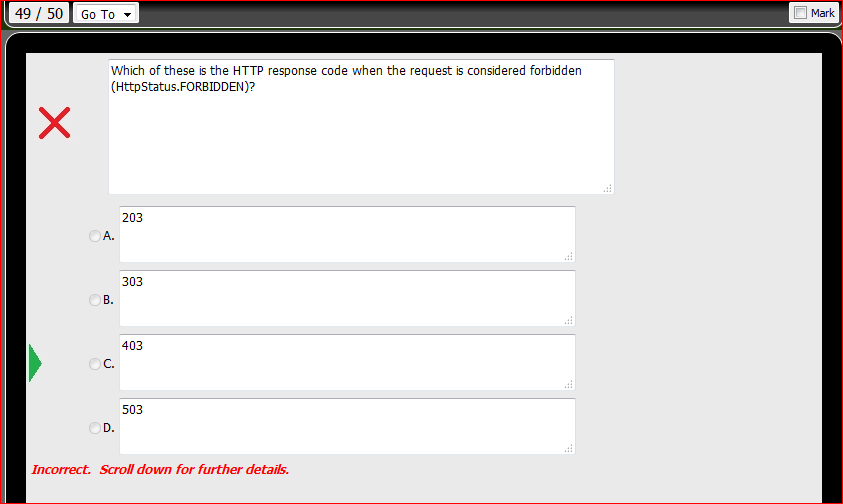 49 / 50 Go To Mark
Which of these is the HTTP response code when the request is considered forbidden
(HttpStatus.FORBIDDEN)?
A. 203
B. 303
C. 403
D. 503
Incorrect. Scroll down for further details.